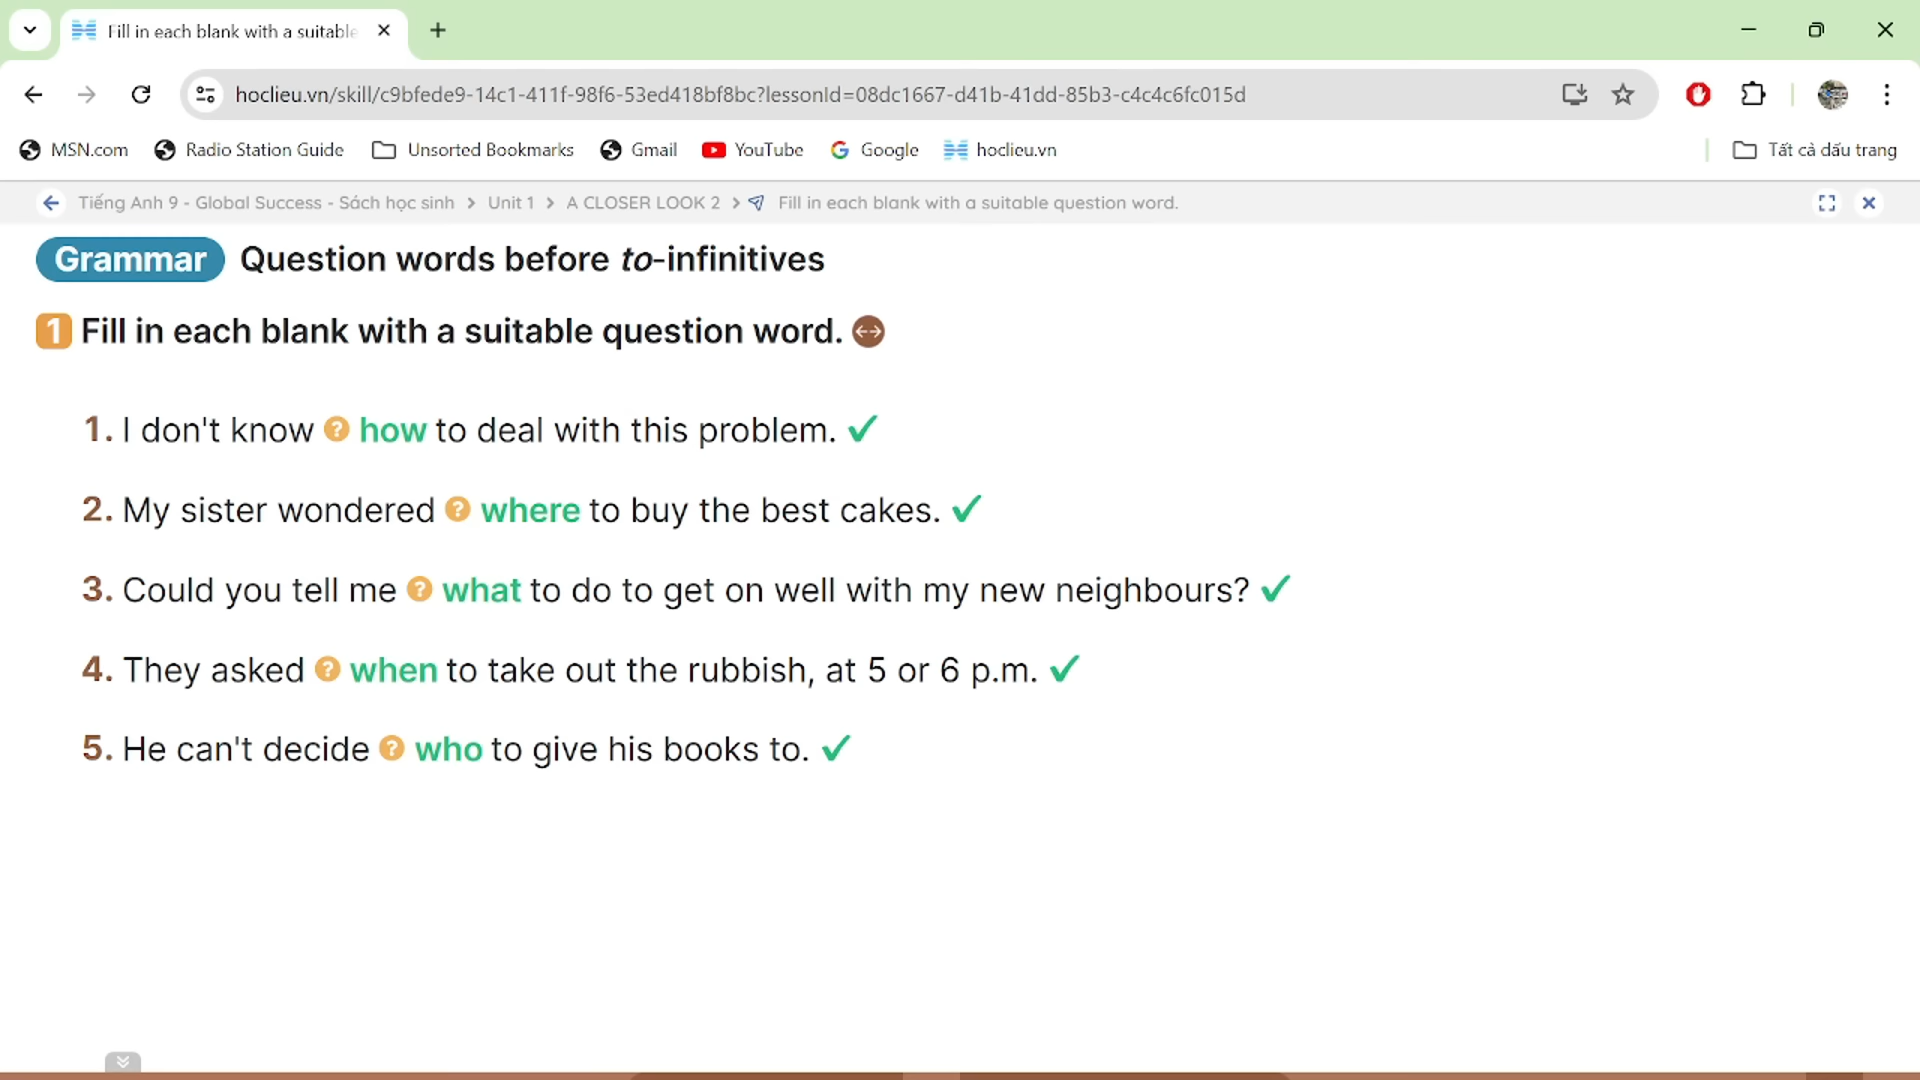 Fill in each blank with a suitable
hoclieu.vn/skill/c9bfede9-14c1-411f-98f6-53ed418bf8bc?lessonId=08dc1667-d41b-41dd-85b3-c4c4c6fc015d
MSN.com Radio Station Guide Unsorted Bookmarks Gmail YouTube Google hoclieu.vn Tất cả dấu trang
Tiếng Anh 9 - Global Success - Sách học sinh > Unit 1 > A CLOSER LOOK 2 > Fill in each blank with a suitable question word.
Grammar Question words before to-infinitives
1 Fill in each blank with a suitable question word.
1. I don't know ? how to deal with this problem.
2. My sister wondered ? where to buy the best cakes.
3. Could you tell me ? what to do to get on well with my new neighbours?
4. They asked ? when to take out the rubbish, at 5 or 6 p.m.
5. He can't decide ? who to give his books to.